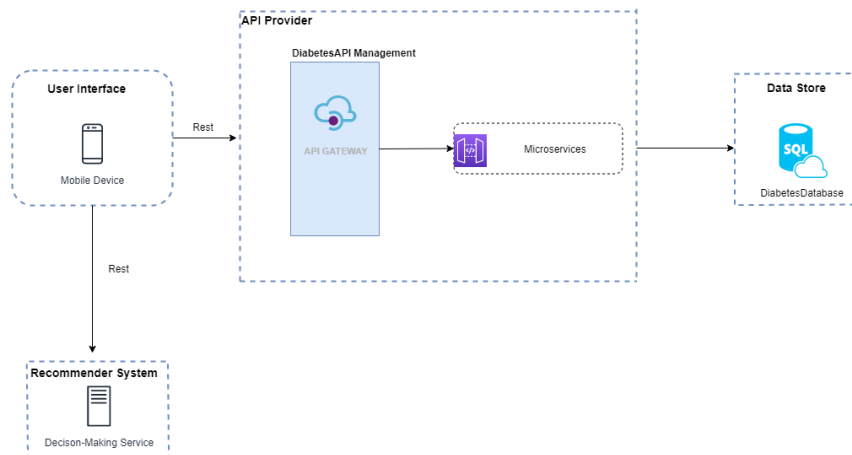 API Provider
DiabetesAPI Management
User Interface
Data Store
Rest
API GATEWAY
Microservices
SQL
Mobile Device
DiabetesDatabase
Rest
Recommender System
Decison-Making Service